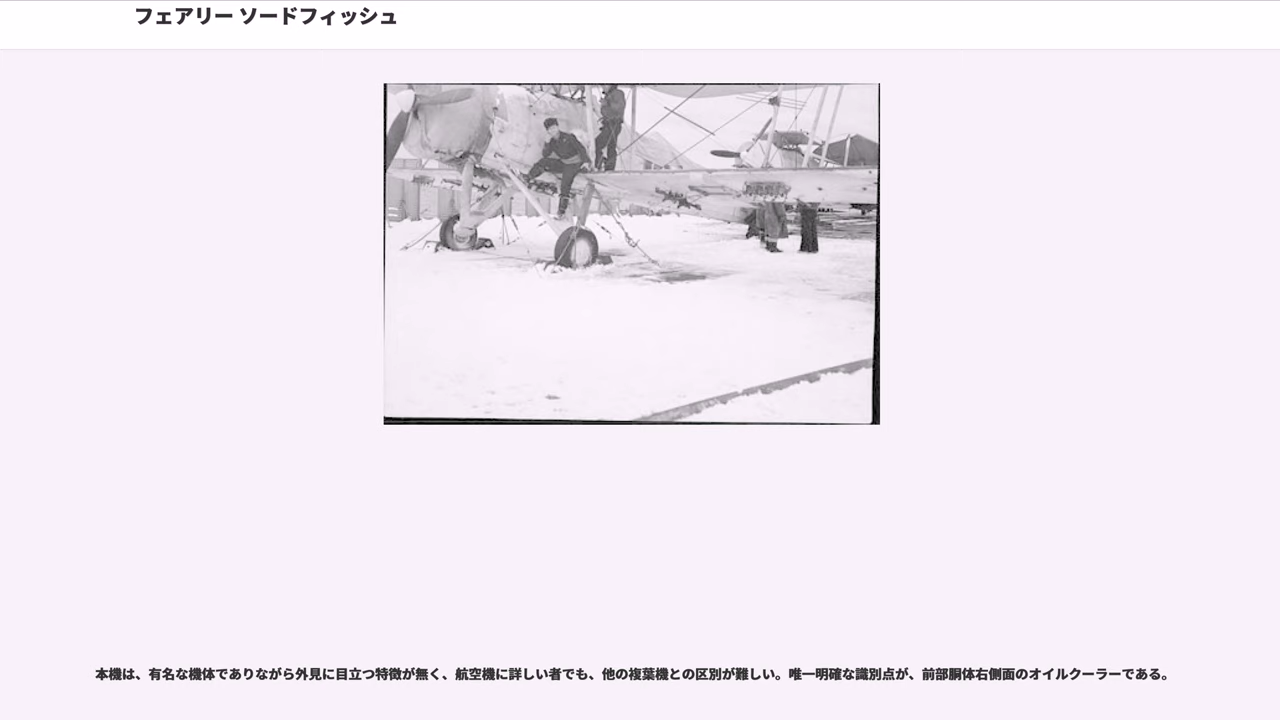 フェアリー ソードフィッシュ
本機は、有名な機体でありながら外見に目立つ特徴が無く、航空機に詳しい者でも、他の複葉機との区別が難しい。唯一明確な識別点が、前部胴体右側面のオイルクーラーである。